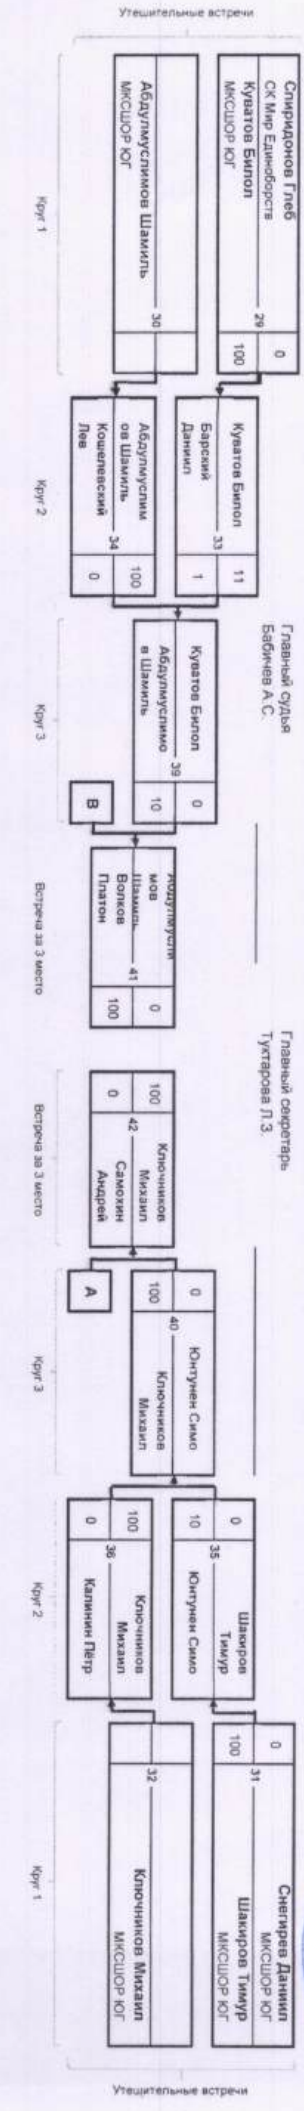 Утешительные встречи
Главный судья
Бабичев А.С.
Главный секретарь
Туктарова Л.З.
Утешительные встречи
Спиридонов Глеб
СК Мир Единоборств
0
29
Куватов Билол
МКСШОР ЮГ
100
30
Абдулмуслимов Шамиль
МКСШОР ЮГ
Круг 1
Куватов Билол
11
33
Барский
Даниил
1
Абдулмуслим
ов Шамиль
100
34
Кошелевский
Лев
0
Круг 2
Куватов Билол
0
39
Абдулмуслимо
в Шамиль
10
B
Круг 3
Абдулмусли
мов
Шамиль
0
41
Волков
Платон
100
Встреча за 3 место
Ключников
Михаил
100
42
Самохин
Андрей
0
Встреча за 3 место
Юнтунен Симо
0
40
Ключников
Михаил
100
A
Круг 3
Шакиров
Тимур
0
35
Юнтунен Симо
10
Ключников
Михаил
100
36
Калинин Пётр
0
Круг 2
Снегирев Даниил
МКСШОР ЮГ
0
31
Шакиров Тимур
МКСШОР ЮГ
100
32
Ключников Михаил
МКСШОР ЮГ
Круг 1